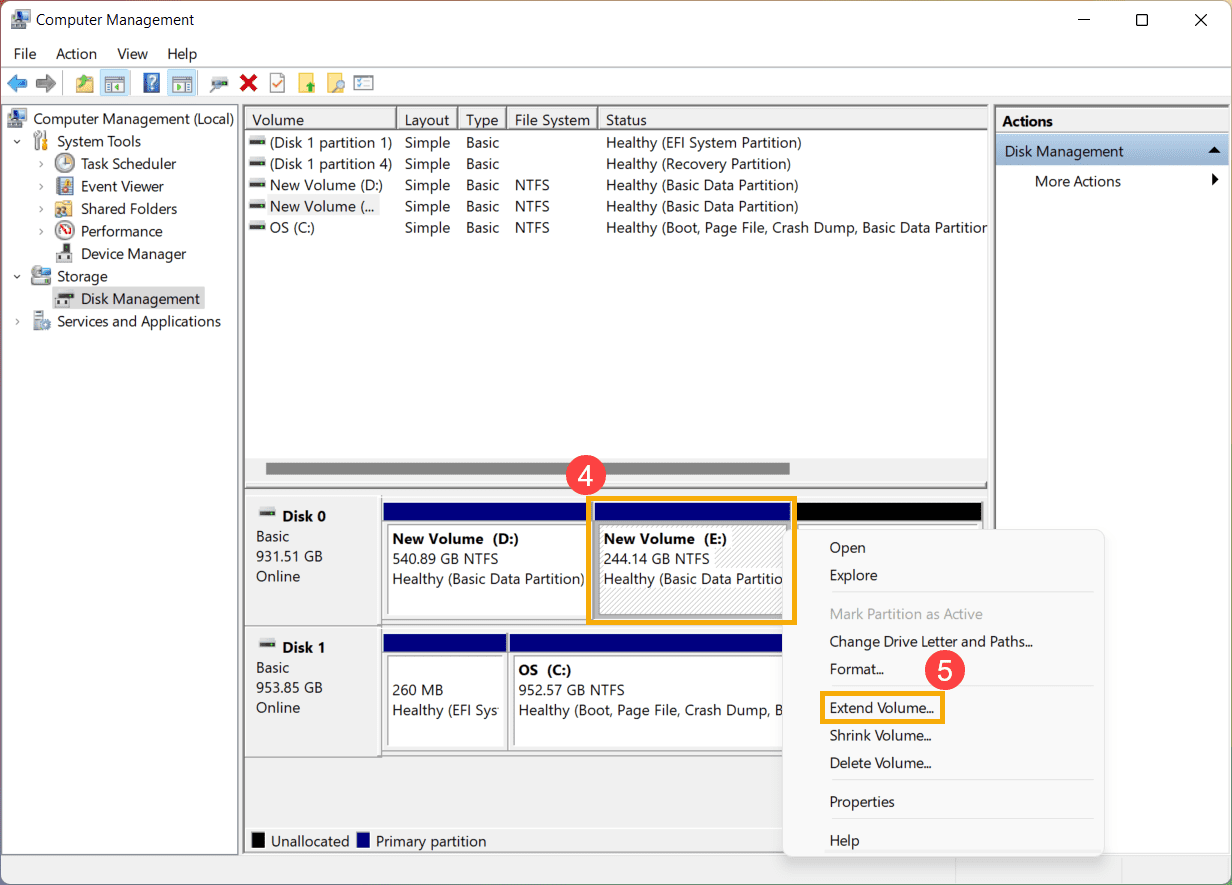 Computer Management
File Action View Help
Computer Management (Local)
System Tools
Task Scheduler
Event Viewer
Shared Folders
Performance
Device Manager
Storage
Disk Management
Services and Applications
Volume Layout Type File System Status
(Disk 1 partition 1) Simple Basic Healthy (EFI System Partition)
(Disk 1 partition 4) Simple Basic Healthy (Recovery Partition)
New Volume (D:) Simple Basic NTFS Healthy (Basic Data Partition)
New Volume (... Simple Basic NTFS Healthy (Basic Data Partition)
OS (C:) Simple Basic NTFS Healthy (Boot, Page File, Crash Dump, Basic Data Partition
Actions
Disk Management
More Actions
4
Disk 0
Basic
931.51 GB
Online
New Volume (D:)
540.89 GB NTFS
Healthy (Basic Data Partition)
New Volume (E:)
244.14 GB NTFS
Healthy (Basic Data Partitio
Disk 1
Basic
953.85 GB
Online
260 MB
Healthy (EFI Sys
OS (C:)
952.57 GB NTFS
Healthy (Boot, Page File, Crash Dump, B
Unallocated Primary partition
Open
Explore
Mark Partition as Active
Change Drive Letter and Paths...
Format...
5
Extend Volume...
Shrink Volume...
Delete Volume...
Properties
Help